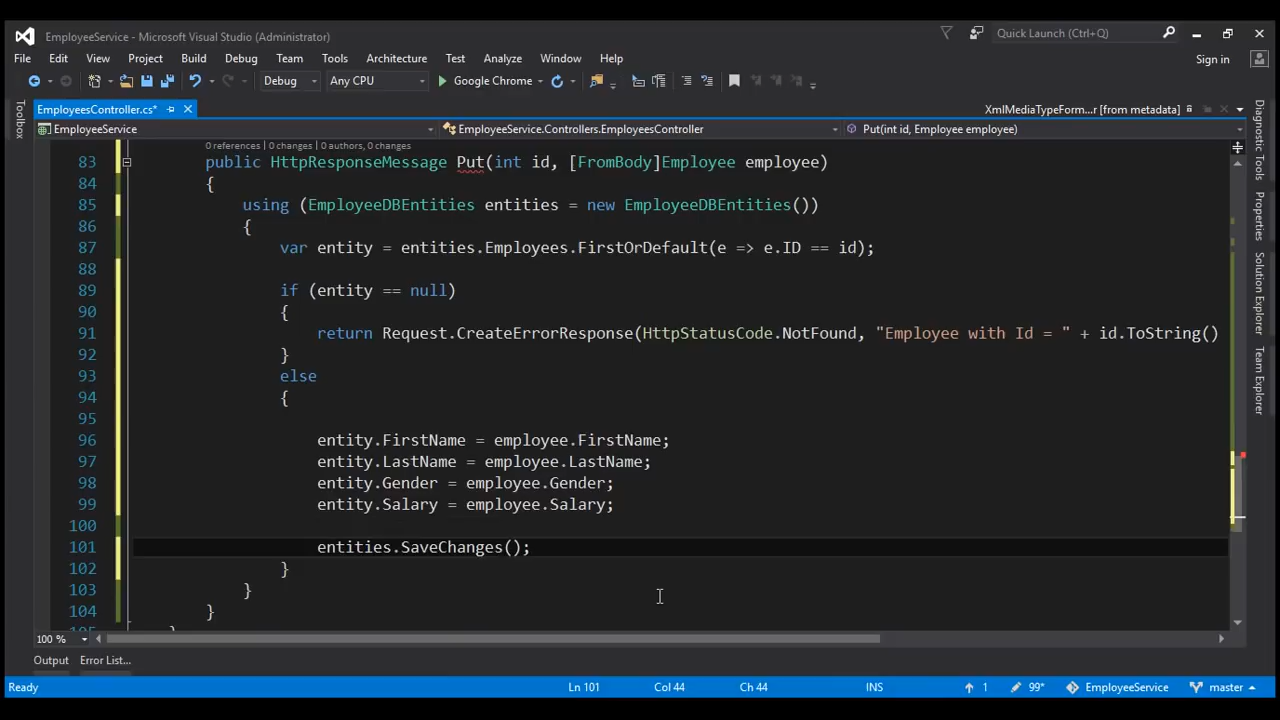 EmployeeService - Microsoft Visual Studio (Administrator)
Quick Launch (Ctrl+Q)
File Edit View Project Build Debug Team Tools Architecture Test Analyze Window Help
Sign in
Debug Any CPU Google Chrome
EmployeesController.cs*
XmlMediaTypeForm...r [from metadata]
EmployeeService
EmployeeService.Controllers.EmployeesController
Put(int id, Employee employee)
0 references | 0 changes | 0 authors, 0 changes
83 public HttpResponseMessage Put(int id, [FromBody]Employee employee)
84 {
85 using (EmployeeDBEntities entities = new EmployeeDBEntities())
86 {
87 var entity = entities.Employees.FirstOrDefault(e => e.ID == id);
88
89 if (entity == null)
90 {
91 return Request.CreateErrorResponse(HttpStatusCode.NotFound, "Employee with Id = " + id.ToString()
92 }
93 else
94 {
95
96 entity.FirstName = employee.FirstName;
97 entity.LastName = employee.LastName;
98 entity.Gender = employee.Gender;
99 entity.Salary = employee.Salary;
100
101 entities.SaveChanges();
102 }
103 }
104 }
100 %
Toolbox
Diagnostic Tools
Properties
Solution Explorer
Team Explorer
Output Error List...
Ready Ln 101 Col 44 Ch 44 INS 1 99* EmployeeService master